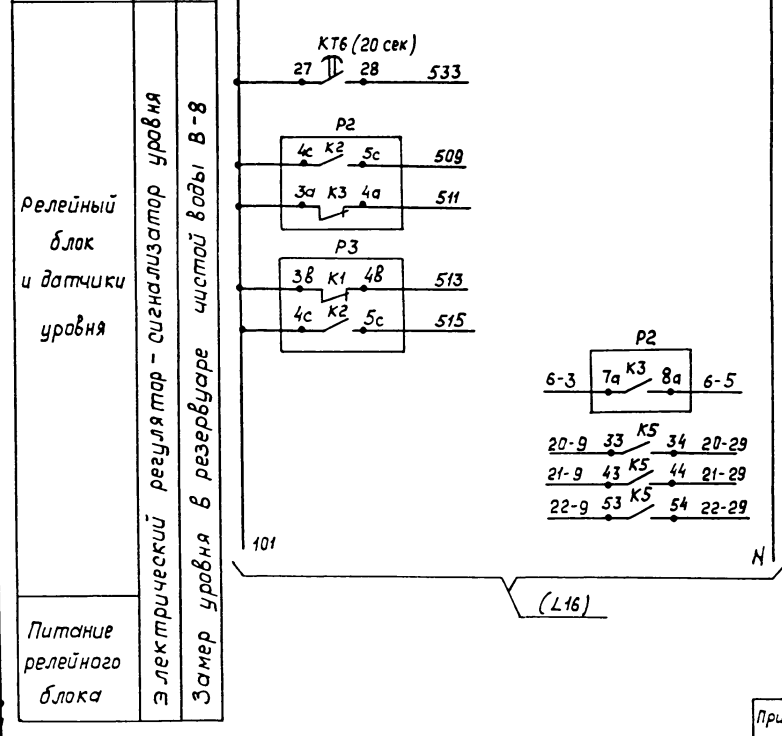 Релейный
блок
и датчики
уровня
Питание
релейного
блока
Электрический регулятор-сигнализатор уровня
Замер уровня в резервуаре чистой воды В-8
КТ6 (20 сек)
27 28 533
Р2
4с К2 5с 509
3а К3 4а 511
Р3
3в К1 4в 513
4с К2 5с 515
Р2
6-3 7а К3 8а 6-5
20-9 33 К5 34 20-29
21-9 43 К5 44 21-29
22-9 53 К5 54 22-29
101
N
(L16)
При